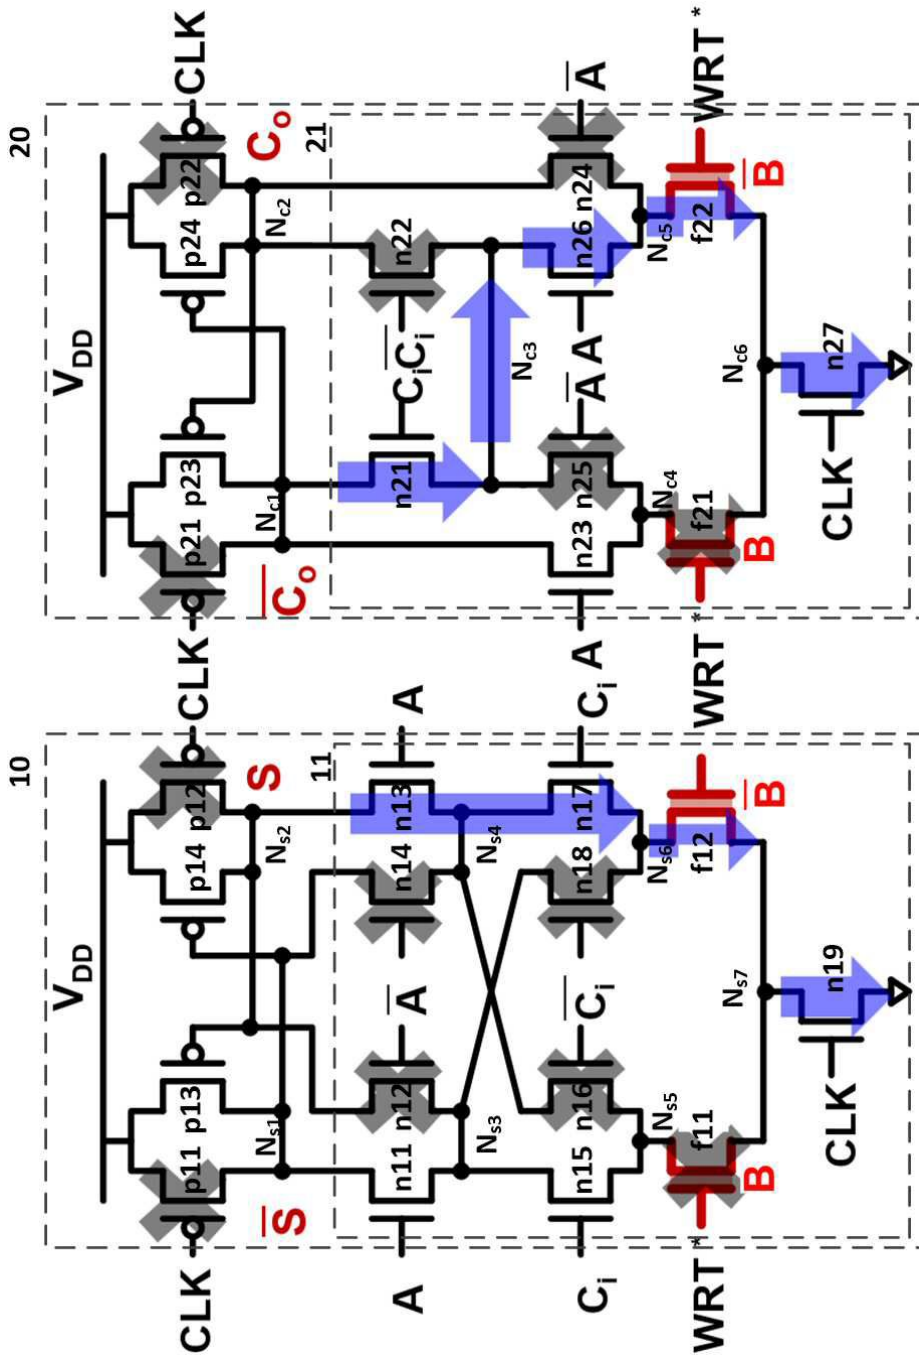 10 20
V_DD V_DD
CLK p11 p13 p14 p12 CLK p21 p23 p24 p22 CLK
S̅ N_s1 N_s2 S C̅_o N_c1 N_c2 C_o
11 21
A n11 n12 A̅ n14 n13 A n21 C_i C̅_i n22
N_s3 N_s4 N_c3
C_i n15 n16 C̅_i n18 n17 C_i A n23 n25 A̅ A n26 n24 A̅
N_s5 N_s6 N_c4 N_c5
WRT* f11 f12 WRT* f21 f22 WRT*
B B̅ B B̅
N_s7 N_c6
CLK n19 CLK n27